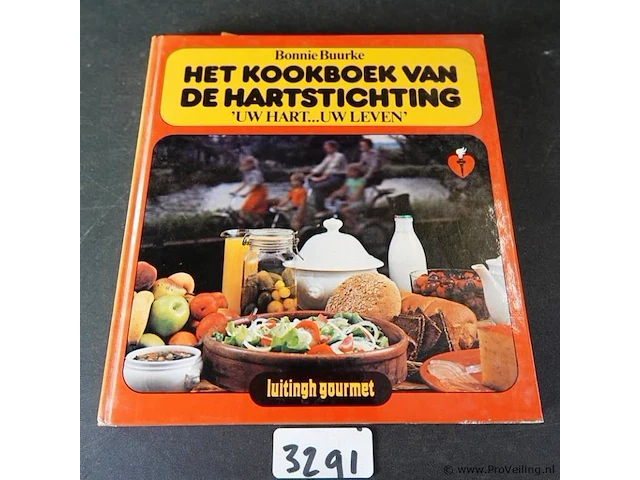 Bonnie Buurke
HET KOOKBOEK VAN
DE HARTSTICHTING
'UW HART...UW LEVEN'
luitingh gourmet
3291
© www.ProVeiling.nl